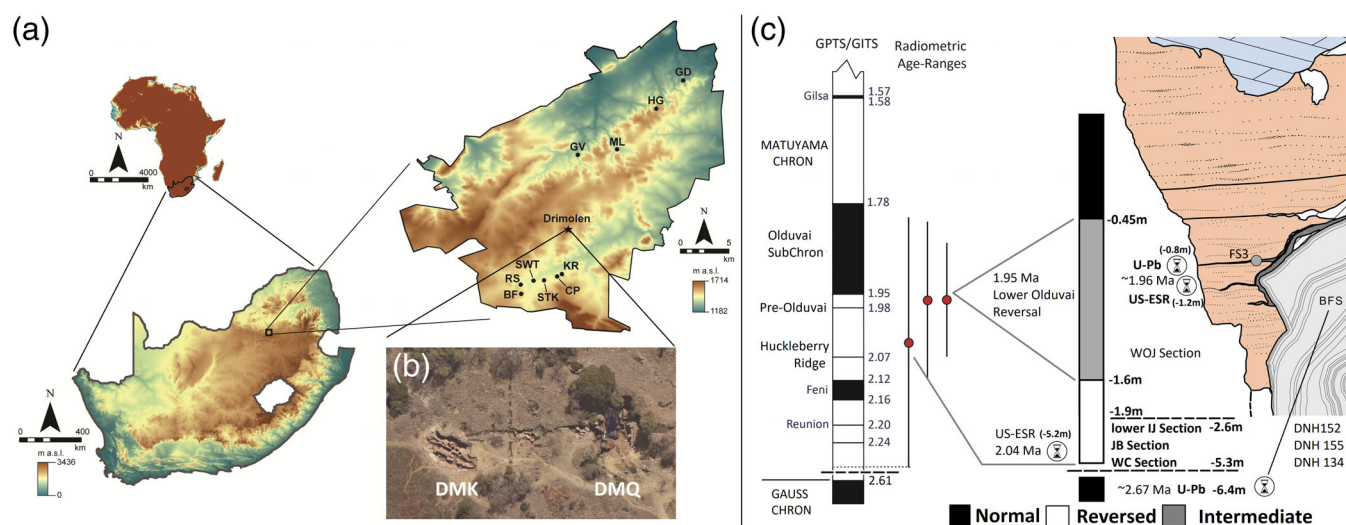 (a)
N
0
4000
km
N
m a.s.l.
3436
0
0
400
km
GD
HG
ML
GV
Drimolen
SWT
KR
RS
BF
STK
CP
N
0
5
km
m a.s.l.
1714
1182
(b)
DMK
DMQ
(c)
GPTS/GITS
Radiometric
Age-Ranges
Gilsa
1.57
1.58
MATUYAMA
CHRON
1.78
Olduvai
SubChron
1.95
Pre-Olduvai
1.98
Huckleberry
Ridge
2.07
2.12
Feni
2.16
Reunion
2.20
2.24
2.61
GAUSS
CHRON
1.95 Ma
Lower Olduvai
Reversal
US-ESR (-5.2m)
2.04 Ma
-0.45m
(-0.8m)
U-Pb
~1.96 Ma
US-ESR (-1.2m)
FS3
BFS
WOJ Section
-1.6m
-1.9m
lower IJ Section -2.6m
DNH152
JB Section
DNH 155
WC Section -5.3m
DNH 134
~2.67 Ma U-Pb -6.4m
Normal
Reversed
Intermediate